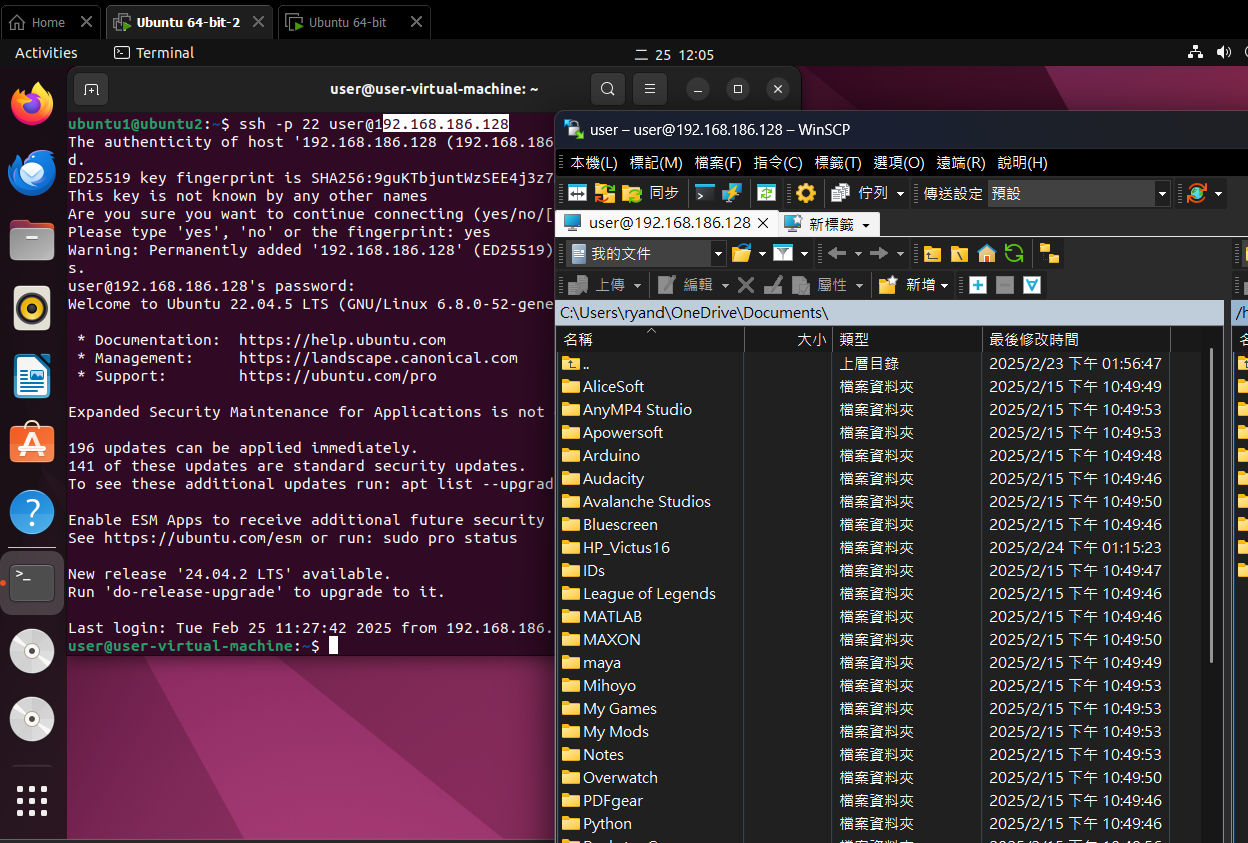 Home
Ubuntu 64-bit-2
Ubuntu 64-bit
Activities
Terminal
二 25 12:05
user@user-virtual-machine: ~
ubuntu1@ubuntu2:~$ ssh -p 22 user@192.168.186.128
The authenticity of host '192.168.186.128 (192.168.186
d.
ED25519 key fingerprint is SHA256:9guKTbjuntWzSEE4j3z7
This key is not known by any other names
Are you sure you want to continue connecting (yes/no/[
Please type 'yes', 'no' or the fingerprint: yes
Warning: Permanently added '192.168.186.128' (ED25519)
s.
user@192.168.186.128's password:
Welcome to Ubuntu 22.04.5 LTS (GNU/Linux 6.8.0-52-gene
* Documentation: https://help.ubuntu.com
* Management: https://landscape.canonical.com
* Support: https://ubuntu.com/pro
Expanded Security Maintenance for Applications is not
196 updates can be applied immediately.
141 of these updates are standard security updates.
To see these additional updates run: apt list --upgrad
Enable ESM Apps to receive additional future security
See https://ubuntu.com/esm or run: sudo pro status
New release '24.04.2 LTS' available.
Run 'do-release-upgrade' to upgrade to it.
Last login: Tue Feb 25 11:27:42 2025 from 192.168.186.
user@user-virtual-machine:~$
user – user@192.168.186.128 – WinSCP
本機(L) 標記(M) 檔案(F) 指令(C) 標籤(T) 選項(O) 遠端(R) 說明(H)
同步 佇列 傳送設定 預設
user@192.168.186.128 新標籤
我的文件
上傳 編輯 屬性 新增
C:\Users\ryand\OneDrive\Documents\
/h
名稱 大小 類型 最後修改時間
.. 上層目錄 2025/2/23 下午 01:56:47
AliceSoft 檔案資料夾 2025/2/15 下午 10:49:49
AnyMP4 Studio 檔案資料夾 2025/2/15 下午 10:49:53
Apowersoft 檔案資料夾 2025/2/15 下午 10:49:53
Arduino 檔案資料夾 2025/2/15 下午 10:49:48
Audacity 檔案資料夾 2025/2/15 下午 10:49:46
Avalanche Studios 檔案資料夾 2025/2/15 下午 10:49:50
Bluescreen 檔案資料夾 2025/2/15 下午 10:49:46
HP_Victus16 檔案資料夾 2025/2/24 下午 01:15:23
IDs 檔案資料夾 2025/2/15 下午 10:49:47
League of Legends 檔案資料夾 2025/2/15 下午 10:49:46
MATLAB 檔案資料夾 2025/2/15 下午 10:49:46
MAXON 檔案資料夾 2025/2/15 下午 10:49:50
maya 檔案資料夾 2025/2/15 下午 10:49:49
Mihoyo 檔案資料夾 2025/2/15 下午 10:49:53
My Games 檔案資料夾 2025/2/15 下午 10:49:53
My Mods 檔案資料夾 2025/2/15 下午 10:49:53
Notes 檔案資料夾 2025/2/15 下午 10:49:53
Overwatch 檔案資料夾 2025/2/15 下午 10:49:50
PDFgear 檔案資料夾 2025/2/15 下午 10:49:46
Python 檔案資料夾 2025/2/15 下午 10:49:46